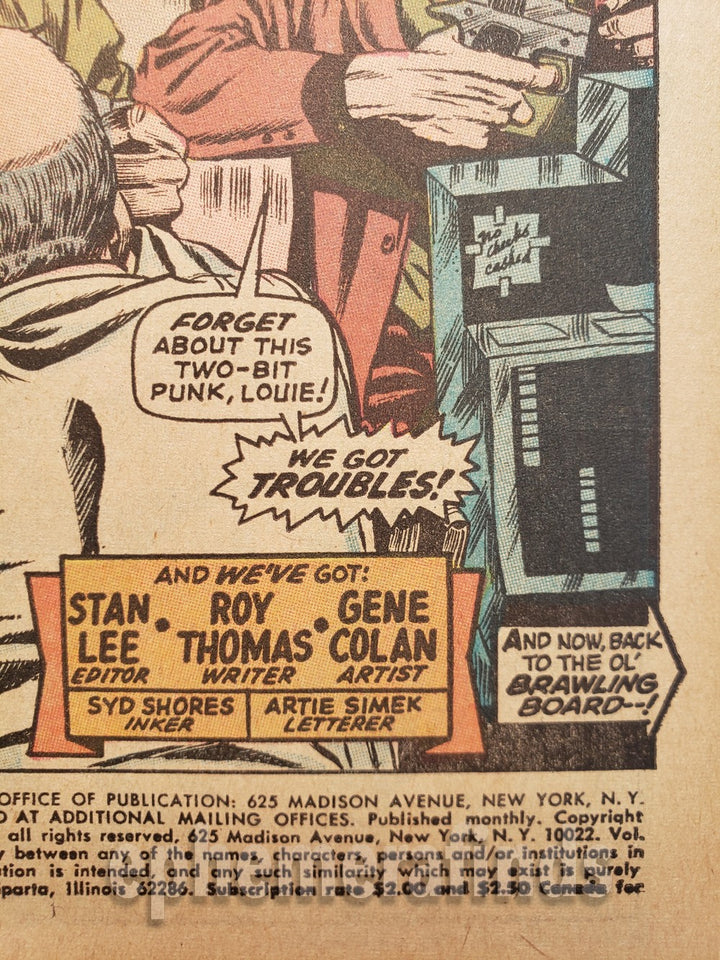 No
checks
cashed
FORGET
ABOUT THIS
TWO-BIT
PUNK, LOUIE!
WE GOT
TROUBLES!
AND WE'VE GOT:
STAN LEE EDITOR • ROY THOMAS WRITER • GENE COLAN ARTIST
SYD SHORES INKER
ARTIE SIMEK LETTERER
AND NOW, BACK
TO THE OL'
BRAWLING
BOARD--!
OFFICE OF PUBLICATION: 625 MADISON AVENUE, NEW YORK, N. Y.
D AT ADDITIONAL MAILING OFFICES. Published monthly. Copyright
all rights reserved, 625 Madison Avenue, New York, N. Y. 10022. Vol.
y between any of the names, characters, persons and/or institutions in
tion is intended, and any such similarity which may exist is purely
parta, Illinois 62286. Subscription rate $2.00 and $2.50 Canada for